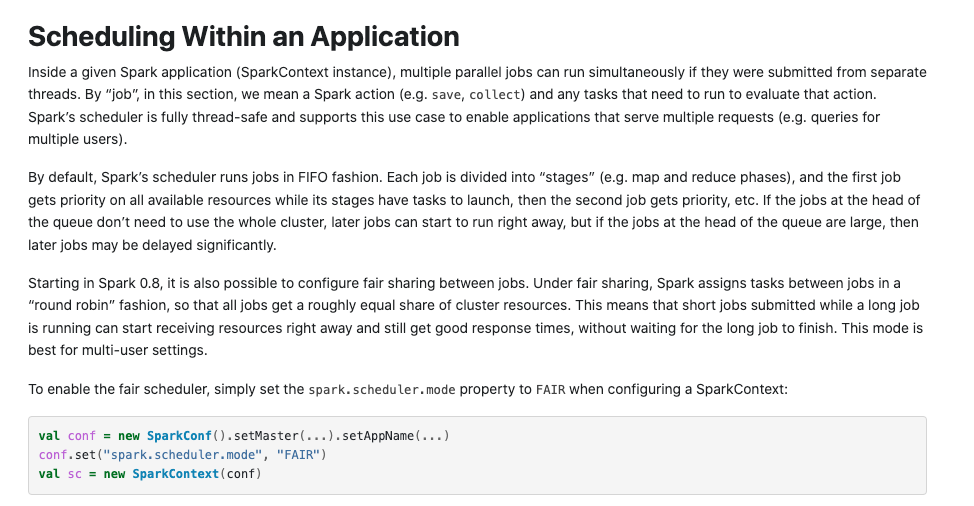 Scheduling Within an Application
Inside a given Spark application (SparkContext instance), multiple parallel jobs can run simultaneously if they were submitted from separate
threads. By “job”, in this section, we mean a Spark action (e.g. save, collect) and any tasks that need to run to evaluate that action.
Spark’s scheduler is fully thread-safe and supports this use case to enable applications that serve multiple requests (e.g. queries for
multiple users).
By default, Spark’s scheduler runs jobs in FIFO fashion. Each job is divided into “stages” (e.g. map and reduce phases), and the first job
gets priority on all available resources while its stages have tasks to launch, then the second job gets priority, etc. If the jobs at the head of
the queue don’t need to use the whole cluster, later jobs can start to run right away, but if the jobs at the head of the queue are large, then
later jobs may be delayed significantly.
Starting in Spark 0.8, it is also possible to configure fair sharing between jobs. Under fair sharing, Spark assigns tasks between jobs in a
“round robin” fashion, so that all jobs get a roughly equal share of cluster resources. This means that short jobs submitted while a long job
is running can start receiving resources right away and still get good response times, without waiting for the long job to finish. This mode is
best for multi-user settings.
To enable the fair scheduler, simply set the spark.scheduler.mode property to FAIR when configuring a SparkContext:
val conf = new SparkConf().setMaster(...).setAppName(...)
conf.set("spark.scheduler.mode", "FAIR")
val sc = new SparkContext(conf)